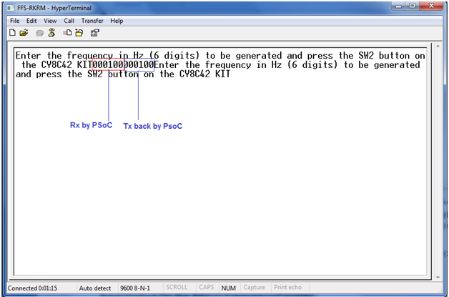 FFS-RKRM - HyperTerminal
File Edit View Call Transfer Help
Enter the frequency in Hz (6 digits) to be generated and press the SW2 button on
the CY8C42 KIT000100000100Enter the frequency in Hz (6 digits) to be generated
and press the SW2 button on the CY8C42 KIT
Rx by PSoC Tx back by PsoC
Connected 0:01:15 Auto detect 9600 8-N-1 SCROLL CAPS NUM Capture Print echo